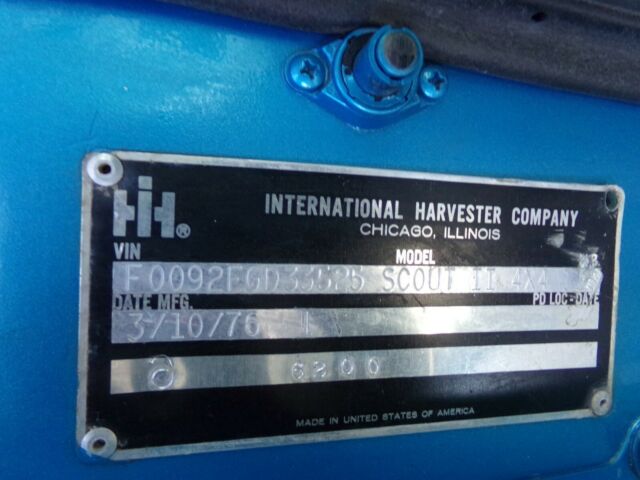 IH®
INTERNATIONAL HARVESTER COMPANY
CHICAGO, ILLINOIS
VIN MODEL
F0092FGD33525 SCOUT II 4X4
DATE MFG. PO LOC-DATE
3/10/76
6200
MADE IN UNITED STATES OF AMERICA